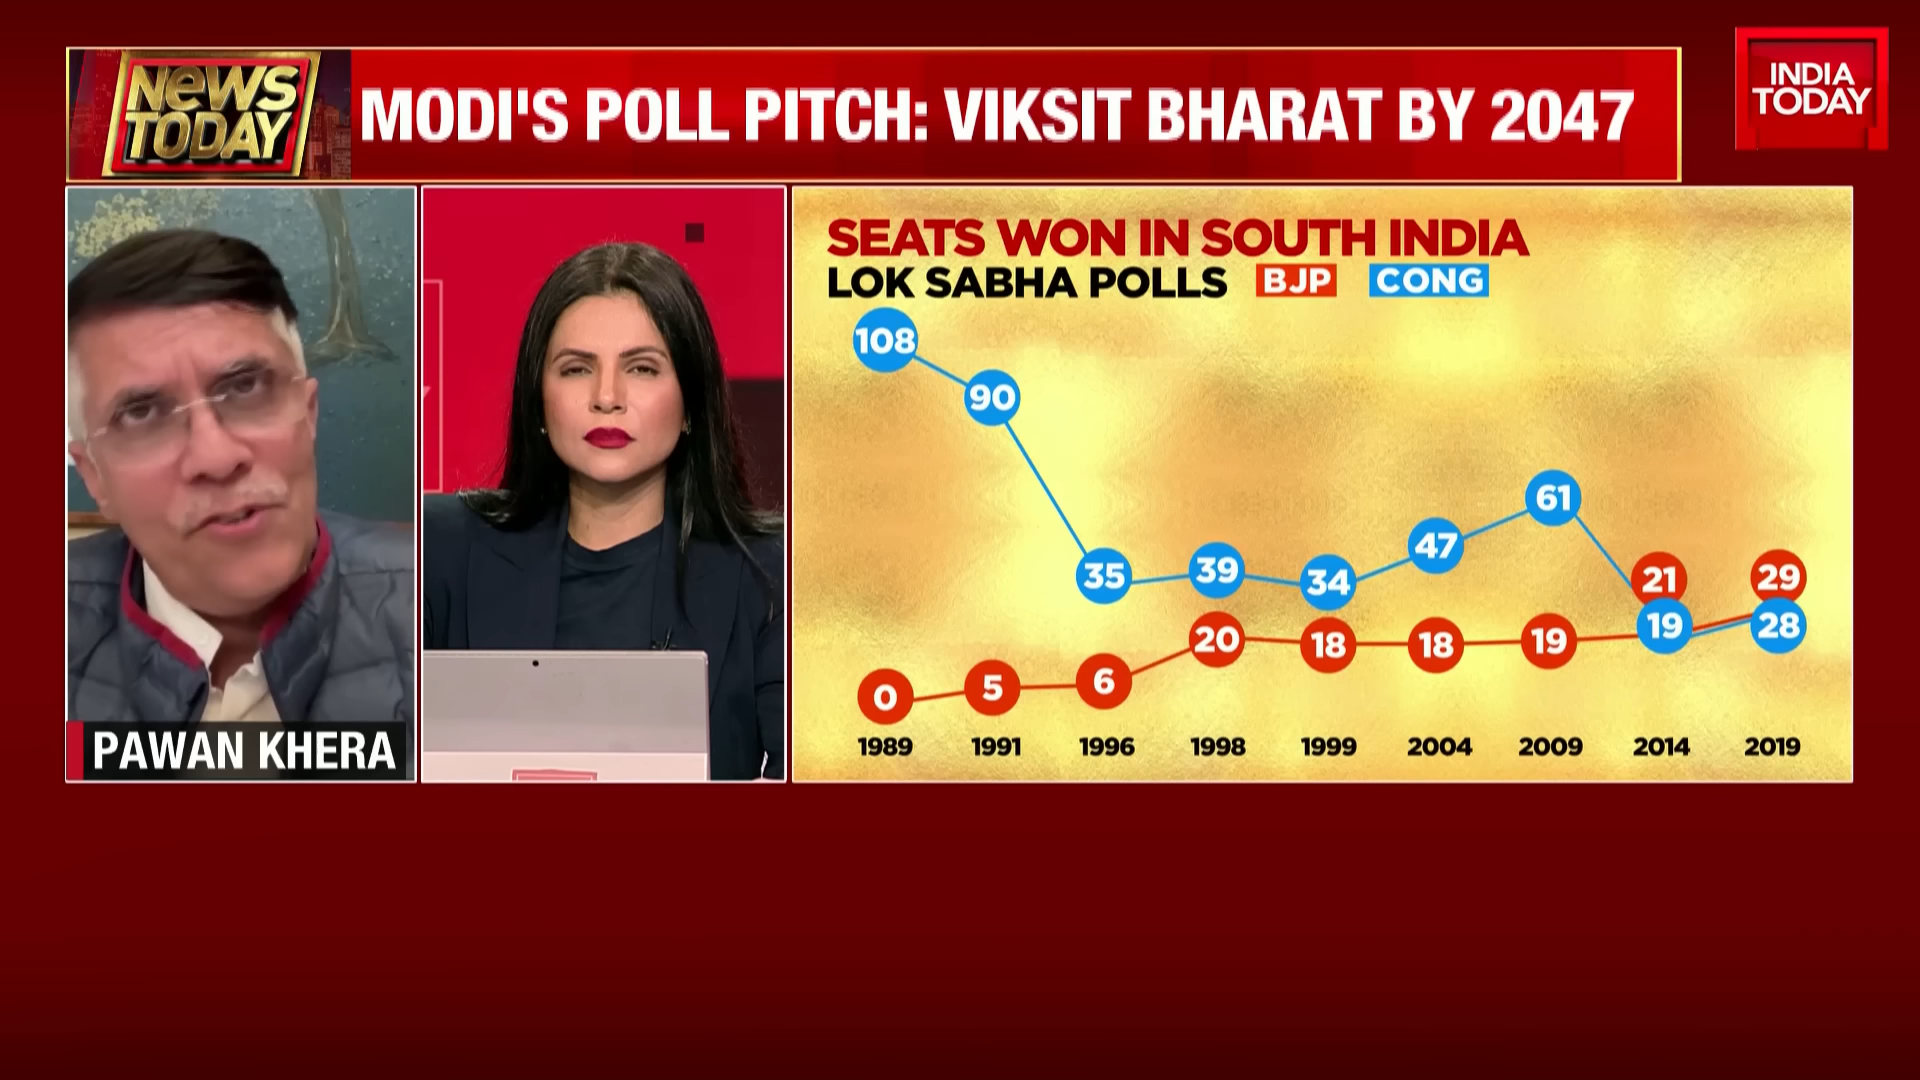 NEWS
TODAY
MODI'S POLL PITCH: VIKSIT BHARAT BY 2047
INDIA
TODAY
PAWAN KHERA
SEATS WON IN SOUTH INDIA
LOK SABHA POLLS BJP CONG
108
90
35
39
34
47
61
19
28
0
5
6
20
18
18
19
21
29
1989 1991 1996 1998 1999 2004 2009 2014 2019